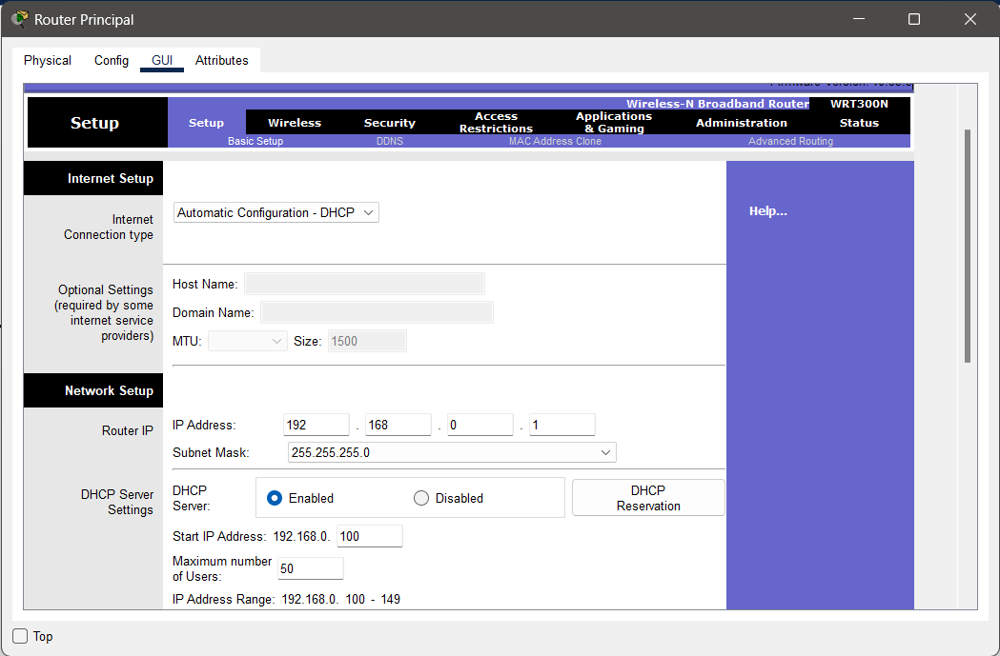 Router Principal
Physical Config GUI Attributes
Wireless-N Broadband Router WRT300N
Setup
Setup Wireless Security Access Restrictions Applications & Gaming Administration Status
Basic Setup DDNS MAC Address Clone Advanced Routing
Internet Setup
Internet Connection type
Automatic Configuration - DHCP
Help...
Optional Settings
(required by some
internet service
providers)
Host Name:
Domain Name:
MTU: Size: 1500
Network Setup
Router IP
IP Address: 192 . 168 . 0 . 1
Subnet Mask: 255.255.255.0
DHCP Server
Settings
DHCP
Server:
Enabled Disabled
DHCP
Reservation
Start IP Address: 192.168.0. 100
Maximum number
of Users: 50
IP Address Range: 192.168.0. 100 - 149
Top